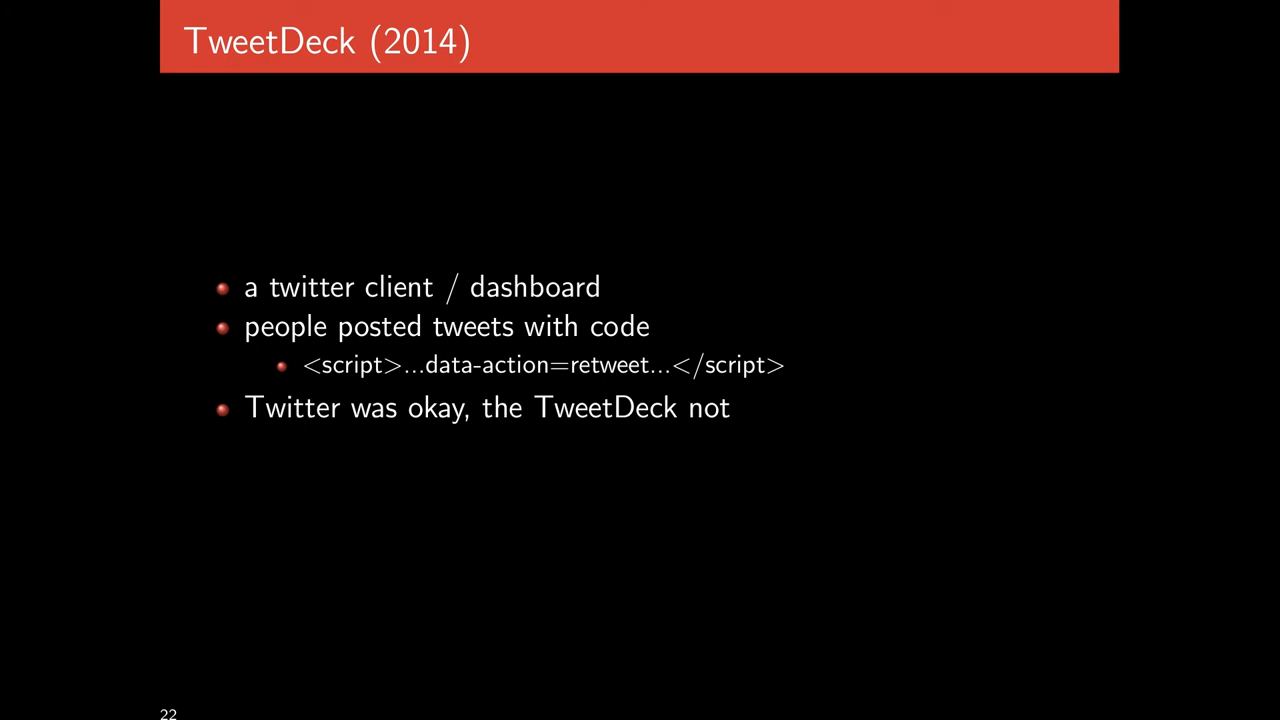 TweetDeck (2014)
a twitter client / dashboard
people posted tweets with code
<script>...data-action=retweet...</script>
Twitter was okay, the TweetDeck not
22